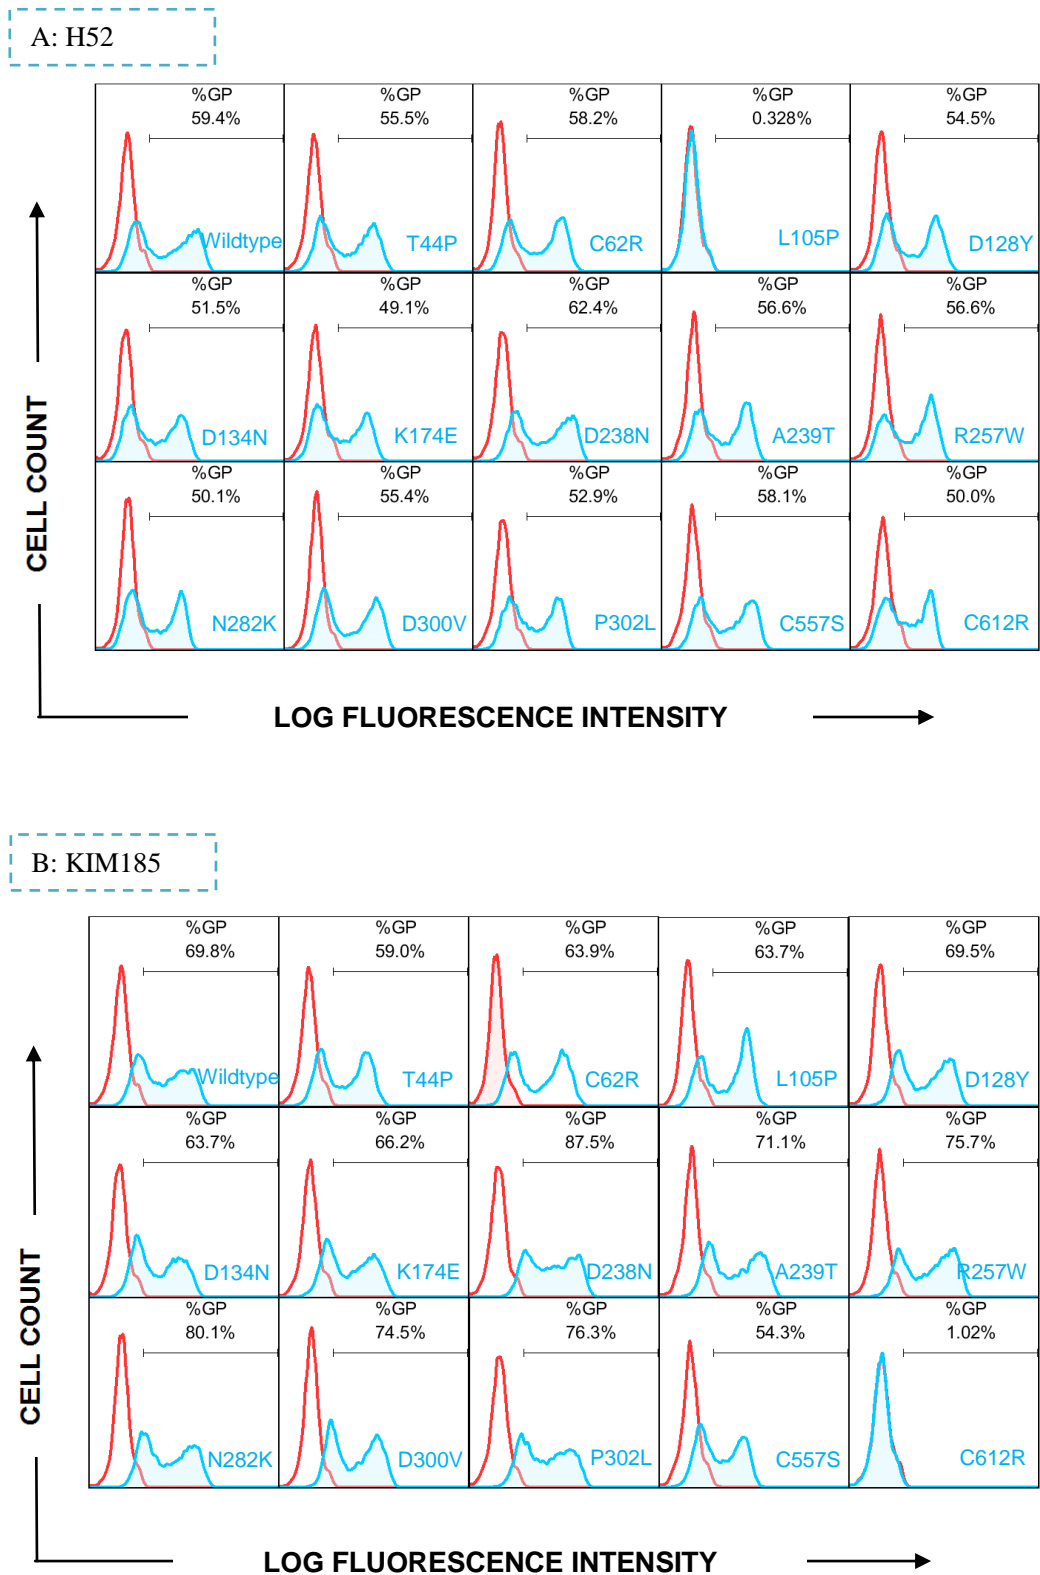 A: H52
%GP %GP %GP %GP %GP
59.4% 55.5% 58.2% 0.328% 54.5%
Wildtype T44P C62R L105P D128Y
%GP %GP %GP %GP %GP
51.5% 49.1% 62.4% 56.6% 56.6%
D134N K174E D238N A239T R257W
%GP %GP %GP %GP %GP
50.1% 55.4% 52.9% 58.1% 50.0%
N282K D300V P302L C557S C612R
CELL COUNT
LOG FLUORESCENCE INTENSITY
B: KIM185
%GP %GP %GP %GP %GP
69.8% 59.0% 63.9% 63.7% 69.5%
Wildtype T44P C62R L105P D128Y
%GP %GP %GP %GP %GP
63.7% 66.2% 87.5% 71.1% 75.7%
D134N K174E D238N A239T R257W
%GP %GP %GP %GP %GP
80.1% 74.5% 76.3% 54.3% 1.02%
N282K D300V P302L C557S C612R
CELL COUNT
LOG FLUORESCENCE INTENSITY